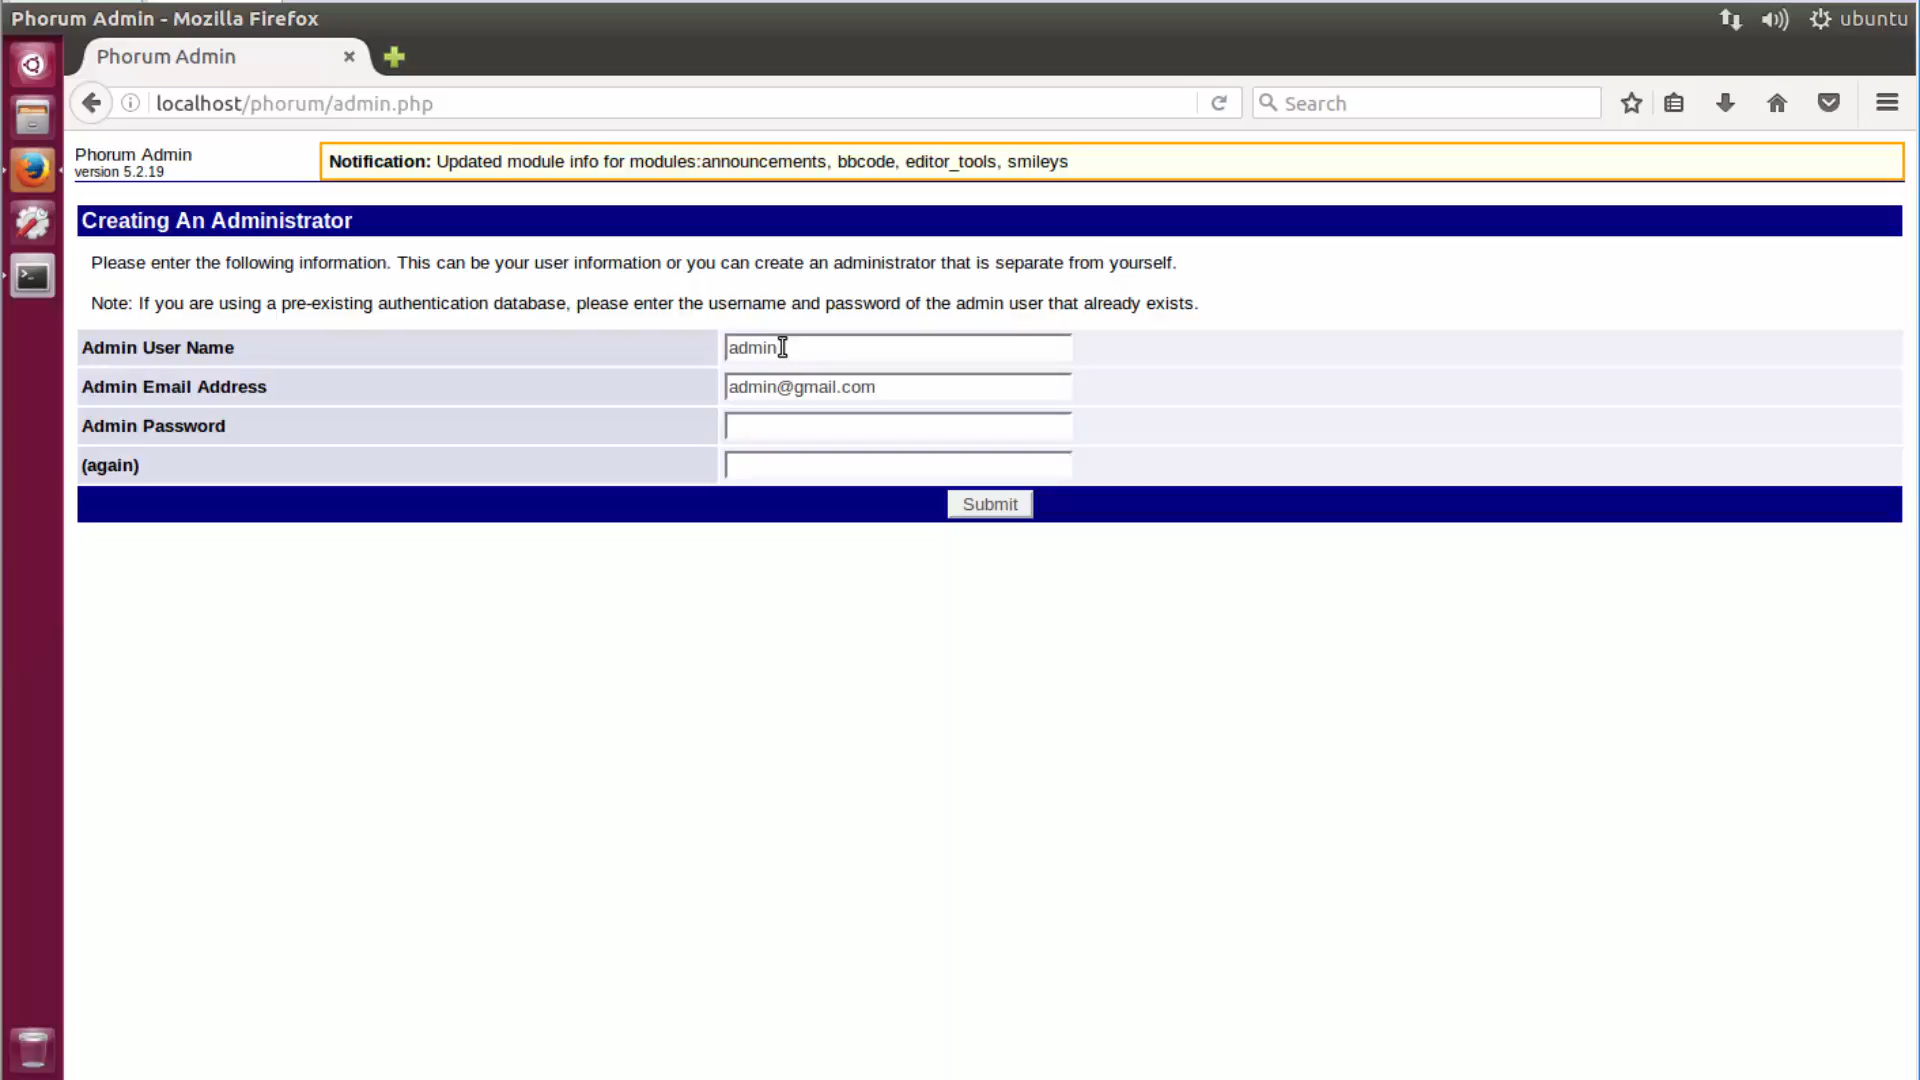 Phorum Admin - Mozilla Firefox
ubuntu
Phorum Admin
localhost/phorum/admin.php
Search
Phorum Admin
version 5.2.19
Notification: Updated module info for modules:announcements, bbcode, editor_tools, smileys
Creating An Administrator
Please enter the following information. This can be your user information or you can create an administrator that is separate from yourself.
Note: If you are using a pre-existing authentication database, please enter the username and password of the admin user that already exists.
Admin User Name admin
Admin Email Address admin@gmail.com
Admin Password
(again)
Submit